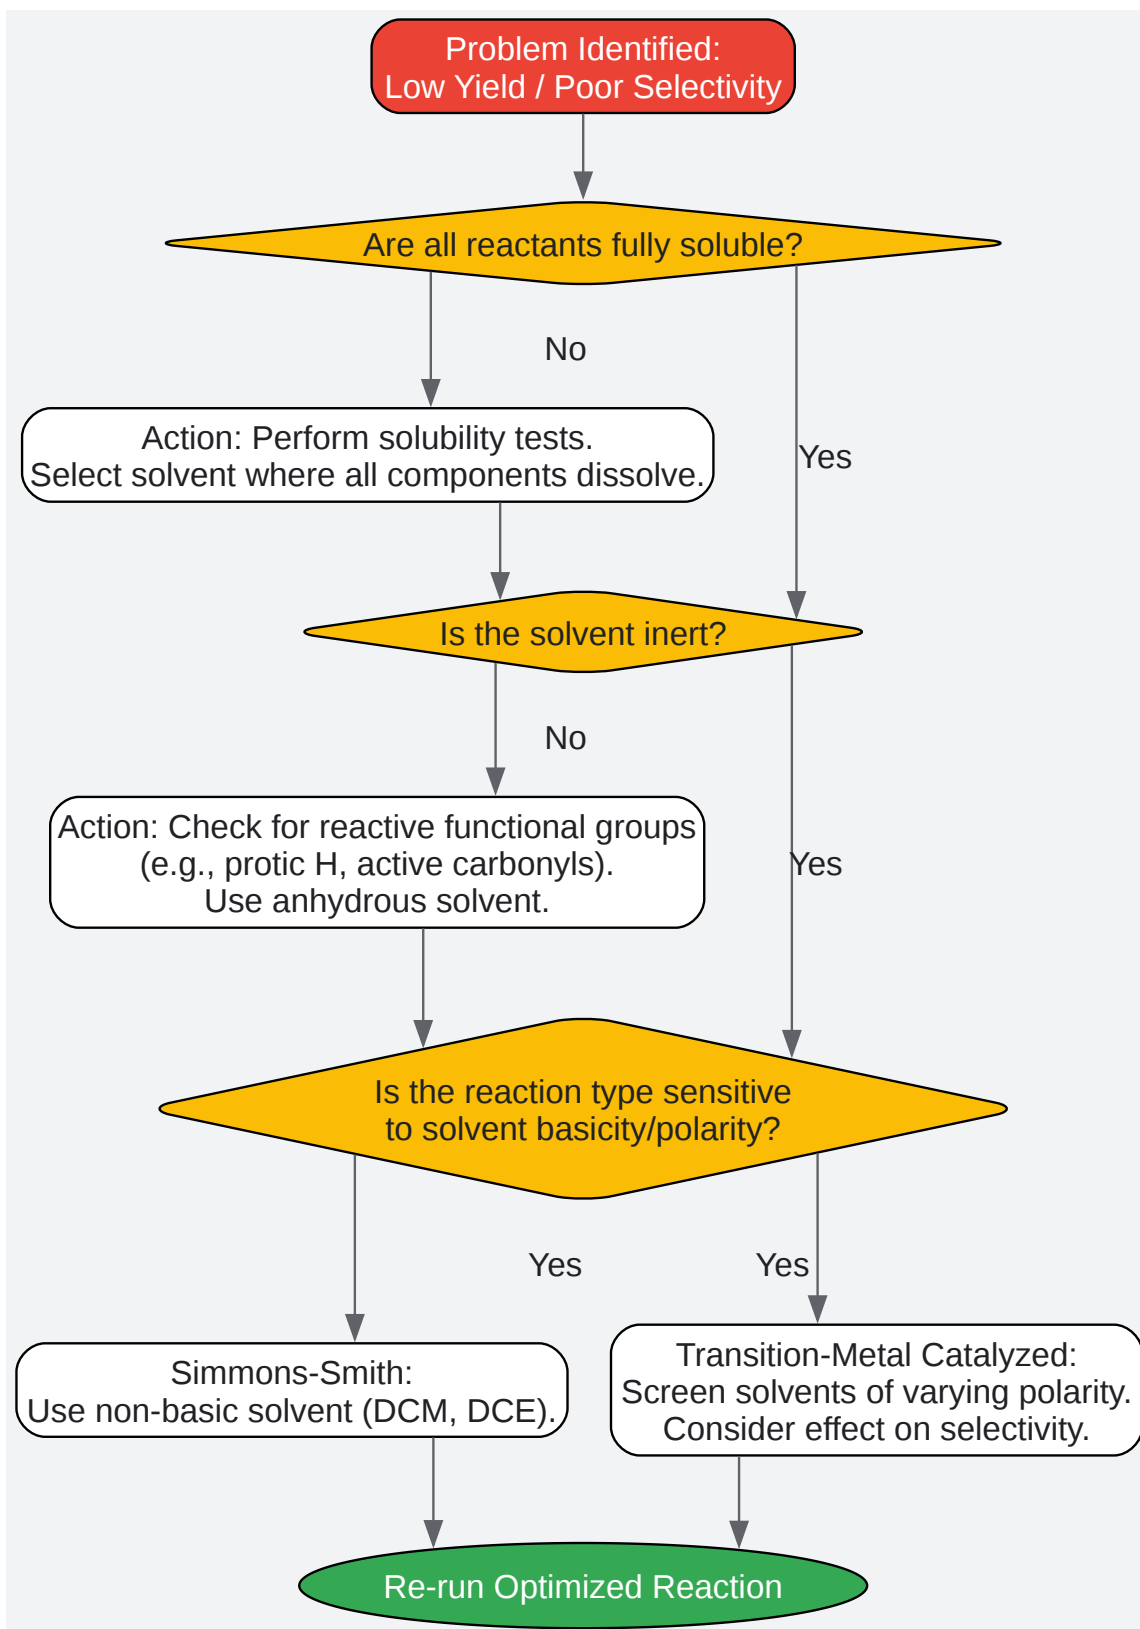 Problem Identified:
Low Yield / Poor Selectivity
Are all reactants fully soluble?
No
Action: Perform solubility tests.
Select solvent where all components dissolve.
Yes
Is the solvent inert?
No
Action: Check for reactive functional groups
(e.g., protic H, active carbonyls).
Use anhydrous solvent.
Yes
Is the reaction type sensitive
to solvent basicity/polarity?
Yes
Yes
Simmons-Smith:
Use non-basic solvent (DCM, DCE).
Transition-Metal Catalyzed:
Screen solvents of varying polarity.
Consider effect on selectivity.
Re-run Optimized Reaction